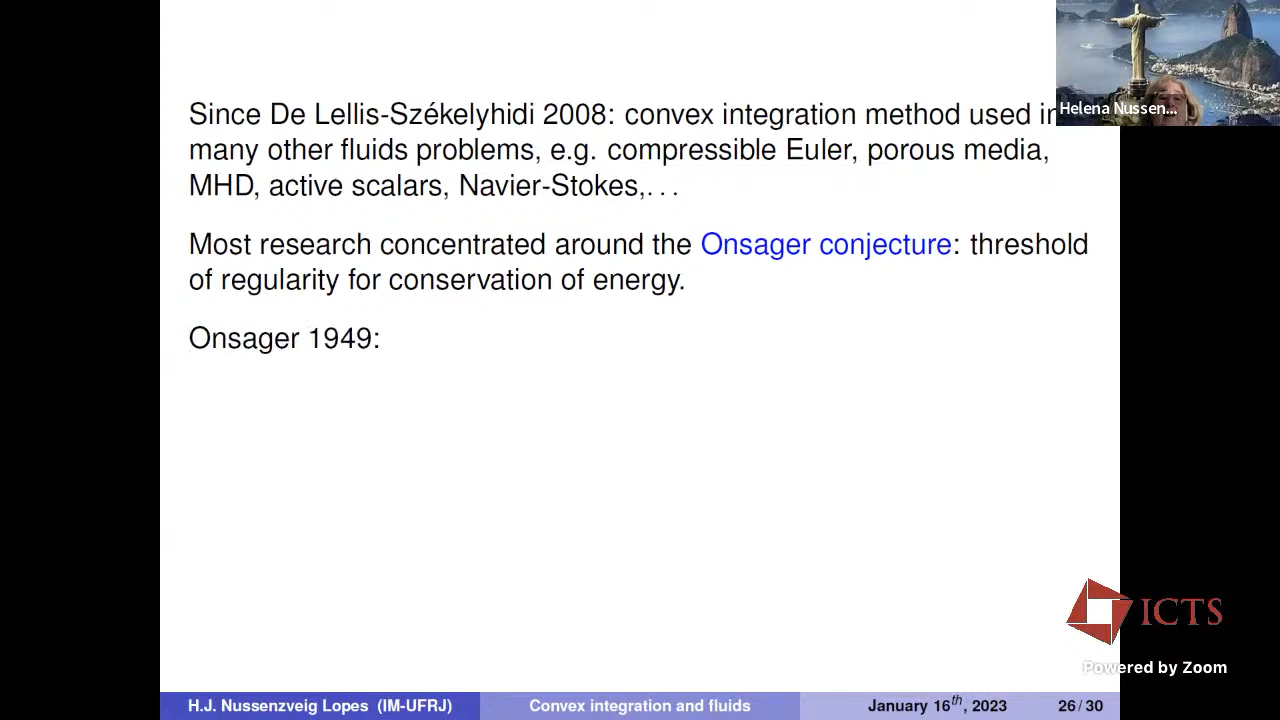 Since De Lellis-Székelyhidi 2008: convex integration method used in
many other fluids problems, e.g. compressible Euler, porous media,
MHD, active scalars, Navier-Stokes,. . .
Most research concentrated around the Onsager conjecture: threshold
of regularity for conservation of energy.
Onsager 1949:
Helena Nussen...
ICTS
Powered by Zoom
H.J. Nussenzveig Lopes (IM-UFRJ)
Convex integration and fluids
January 16th, 2023
26 / 30